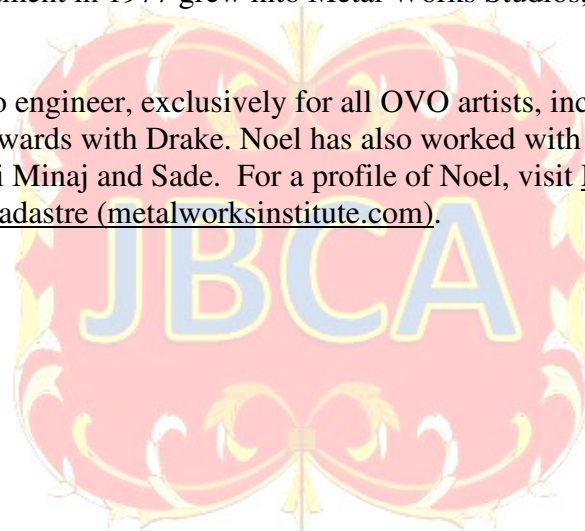 ment in 1977 grew into Metal Works Studios,
o engineer, exclusively for all OVO artists, inc
wards with Drake. Noel has also worked with
i Minaj and Sade. For a profile of Noel, visit
adastre (metalworksinstitute.com).
JBCA